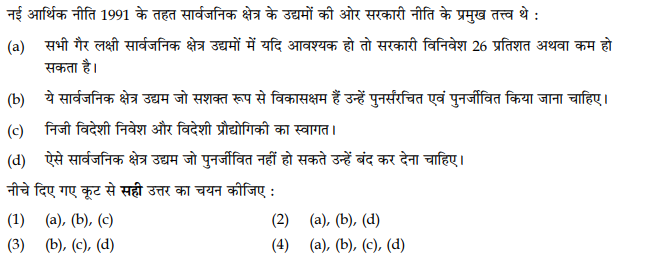 नई आर्थिक नीति 1991 के तहत सार्वजनिक क्षेत्र के उद्यमों की ओर सरकारी नीति के प्रमुख तत्त्व थे :
(a) सभी गैर लक्षी सार्वजनिक क्षेत्र उद्यमों में यदि आवश्यक हो तो सरकारी विनिवेश 26 प्रतिशत अथवा कम हो
सकता है।
(b) ये सार्वजनिक क्षेत्र उद्यम जो सशक्त रूप से विकासक्षम हैं उन्हें पुनर्संरचित एवं पुनर्जीवित किया जाना चाहिए।
(c) निजी विदेशी निवेश और विदेशी प्रौद्योगिकी का स्वागत।
(d) ऐसे सार्वजनिक क्षेत्र उद्यम जो पुनर्जीवित नहीं हो सकते उन्हें बंद कर देना चाहिए।
नीचे दिए गए कूट से सही उत्तर का चयन कीजिए :
(1) (a), (b), (c) (2) (a), (b), (d)
(3) (b), (c), (d) (4) (a), (b), (c), (d)